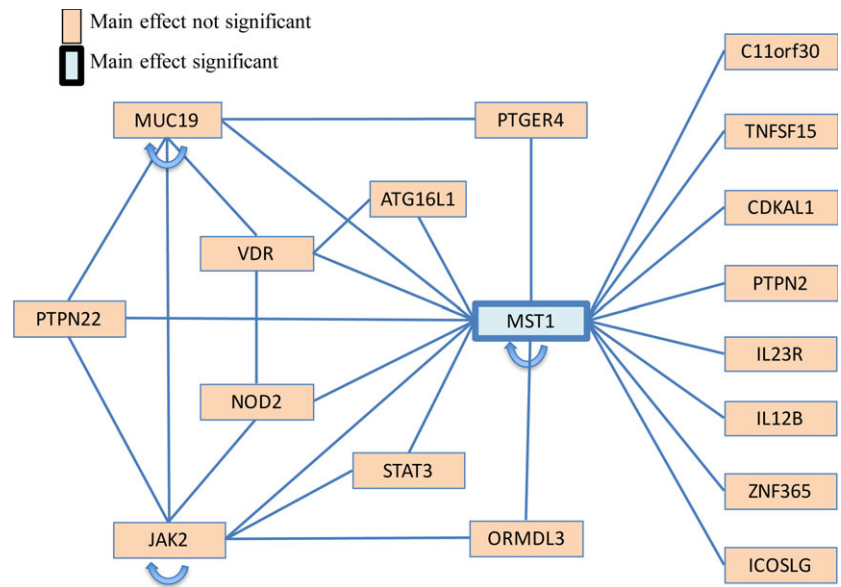 Main effect not significant
Main effect significant
C11orf30
MUC19
PTGER4
TNSF15
ATG16L1
CDKAL1
VDR
PTPN2
PTPN22
MST1
IL23R
NOD2
IL12B
STAT3
ZNF365
JAK2
ORMDL3
ICOSLG